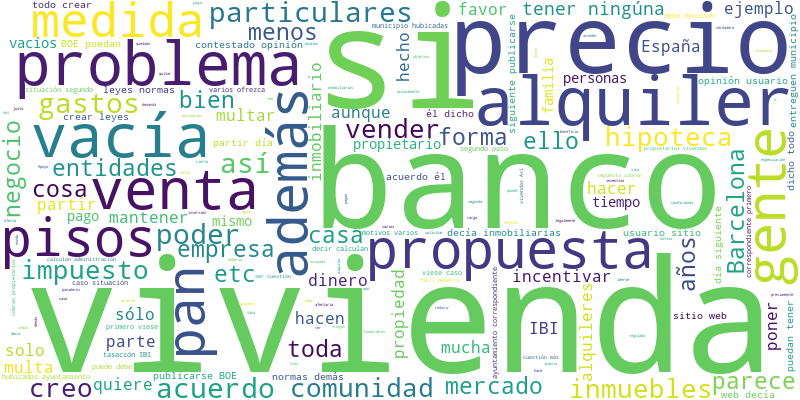 todo crear
particulares
favor
tener ninguna
ejemplo
medida
si
precio
vacíos
BOE puedan
contestado opinión
menos
municipio hubicadas
debe devolver
España
problema
hecho
situación segundo
leyes normas
varios ofrezca
aunque
personas
opinión usuario
gastos
bien
inmobiliario
alquiler
familia
siguiente publicarse
entreguen municipio
crear leyes
multar
él dicho
vender
forma
ello
hipoteca
vacía
además
partir día
propietario
segundo paso
propietarios viviendas
negocio
entidades
así
acuerdo él
hacer
dicho todo
cosa
venta
banco
tiempo
gente
partir
pago
mantener
mismo
casa
motivos varios
decía inmobiliarias
usuario sitio
Barcelona
pisos
poder
decir calculan
propuesta
día siguiente
correspondiente primero
empresa
calculan administración
viese caso
años
impuesto
pan
etc
dinero
incentivar
caso situación
sólo
hacen
propiedad
IBI
sitio web
poner
primero viese
parte
toda
vivienda
alquileres
solo
tasación IBI
mucha
ayuntamiento correspondiente
puedan tener
multa
puede debe
hubicadas ayuntamiento
quiere
publicarse BOE
normas demás
creo
acuerdo
comunidad
mercado
inmuebles
parece
web decía